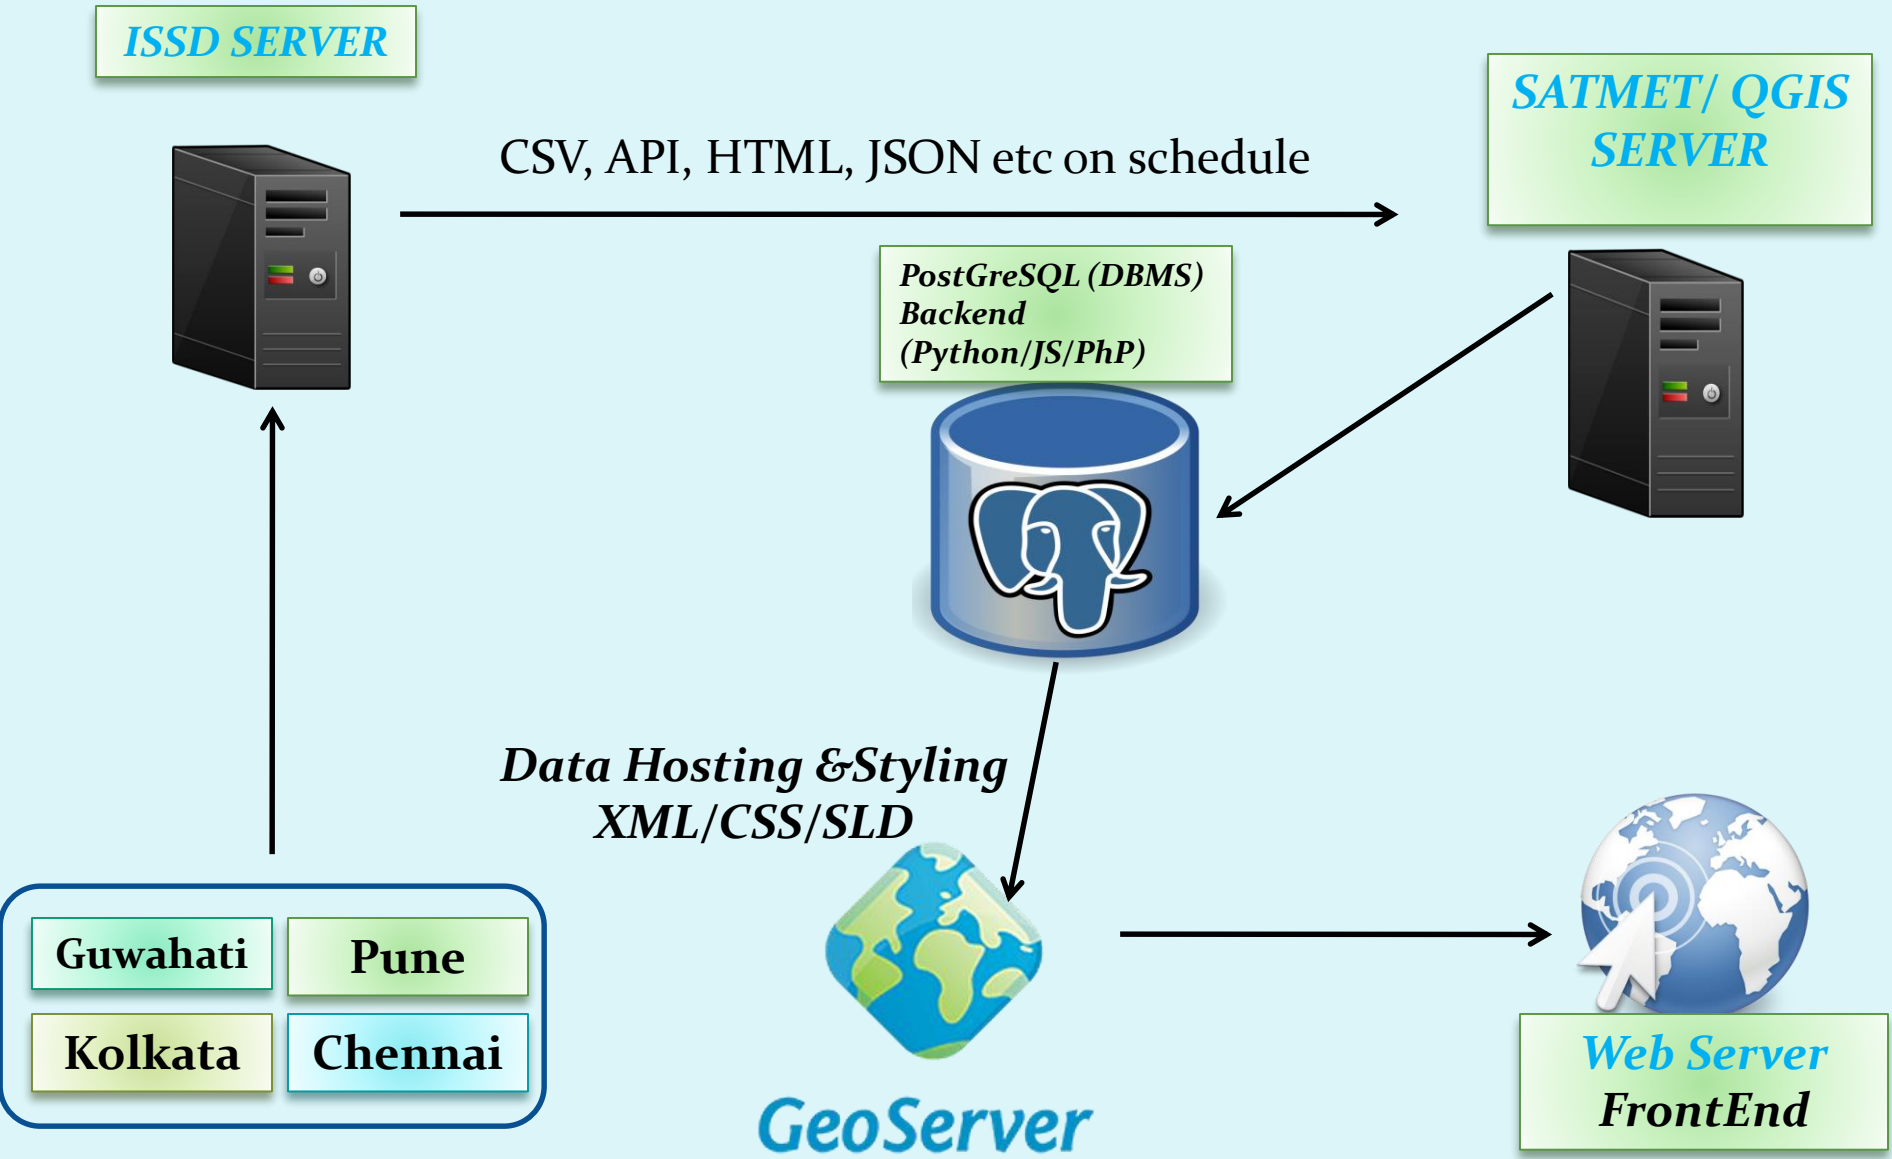 ISSD SERVER
SATMET/ QGIS
SERVER
CSV, API, HTML, JSON etc on schedule
PostGreSQL (DBMS)
Backend
(Python/JS/PhP)
Data Hosting &Styling
XML/CSS/SLD
Guwahati
Pune
Kolkata
Chennai
GeoServer
Web Server
FrontEnd